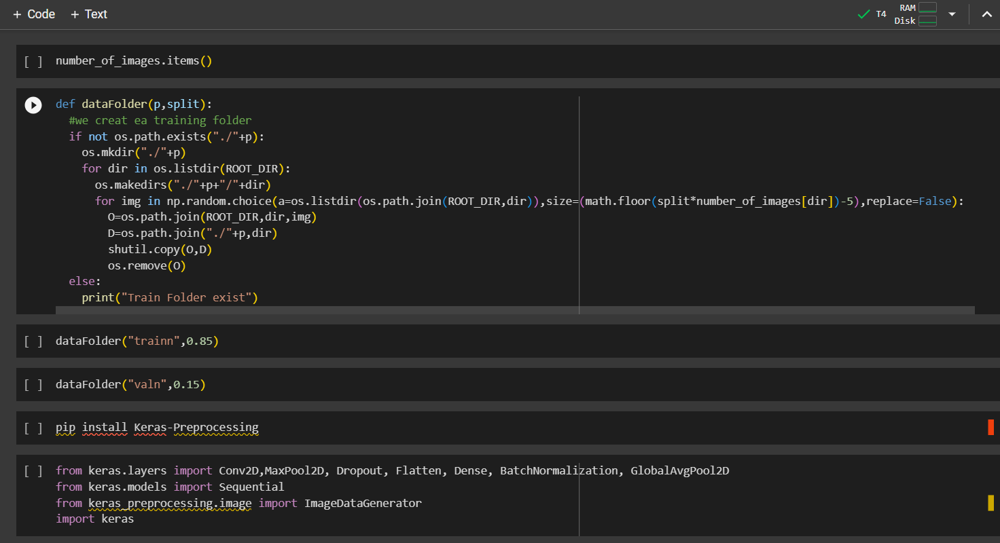 + Code + Text
T4 RAM
Disk
[ ] number_of_images.items()
def dataFolder(p,split):
  #we creat ea training folder
  if not os.path.exists("./"+p):
    os.mkdir("./"+p)
    for dir in os.listdir(ROOT_DIR):
      os.makedirs("./"+p+"/"+dir)
      for img in np.random.choice(a=os.listdir(os.path.join(ROOT_DIR,dir)),size=(math.floor(split*number_of_images[dir])-5),replace=False):
        O=os.path.join(ROOT_DIR,dir,img)
        D=os.path.join("./"+p,dir)
        shutil.copy(O,D)
        os.remove(O)
  else:
    print("Train Folder exist")
[ ] dataFolder("trainn",0.85)
[ ] dataFolder("valn",0.15)
[ ] pip install Keras-Preprocessing
[ ] from keras.layers import Conv2D,MaxPool2D, Dropout, Flatten, Dense, BatchNormalization, GlobalAvgPool2D
from keras.models import Sequential
from keras_preprocessing.image import ImageDataGenerator
import keras